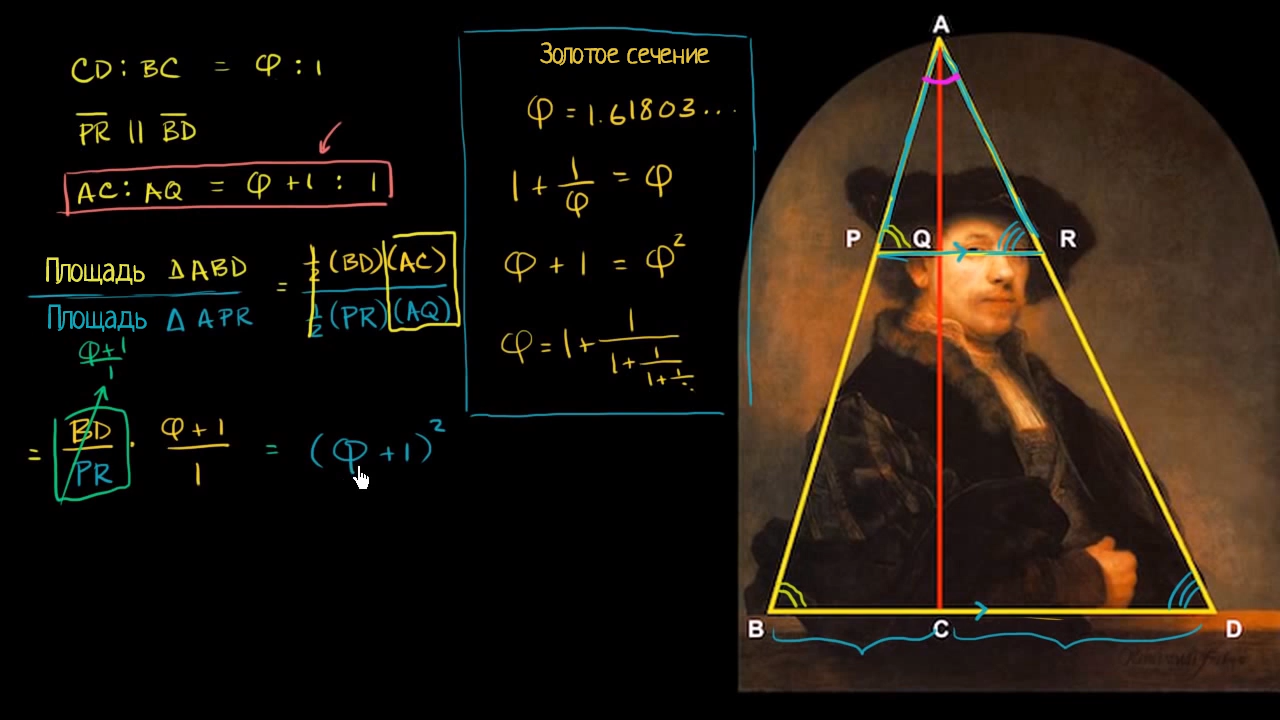 CD : BC = φ : 1
PR || BD
AC : AQ = φ + 1 : 1
Площадь Δ ABD = ½ (BD)(AC)
Площадь Δ APR ½ (PR)(AQ)
φ+1
1
= BD · φ + 1 = (φ + 1)²
PR 1
Золотое сечение
φ = 1.61803...
1 + 1/φ = φ
φ + 1 = φ²
φ = 1 + 1
1 + 1
1 + 1
A
P Q R
B C D